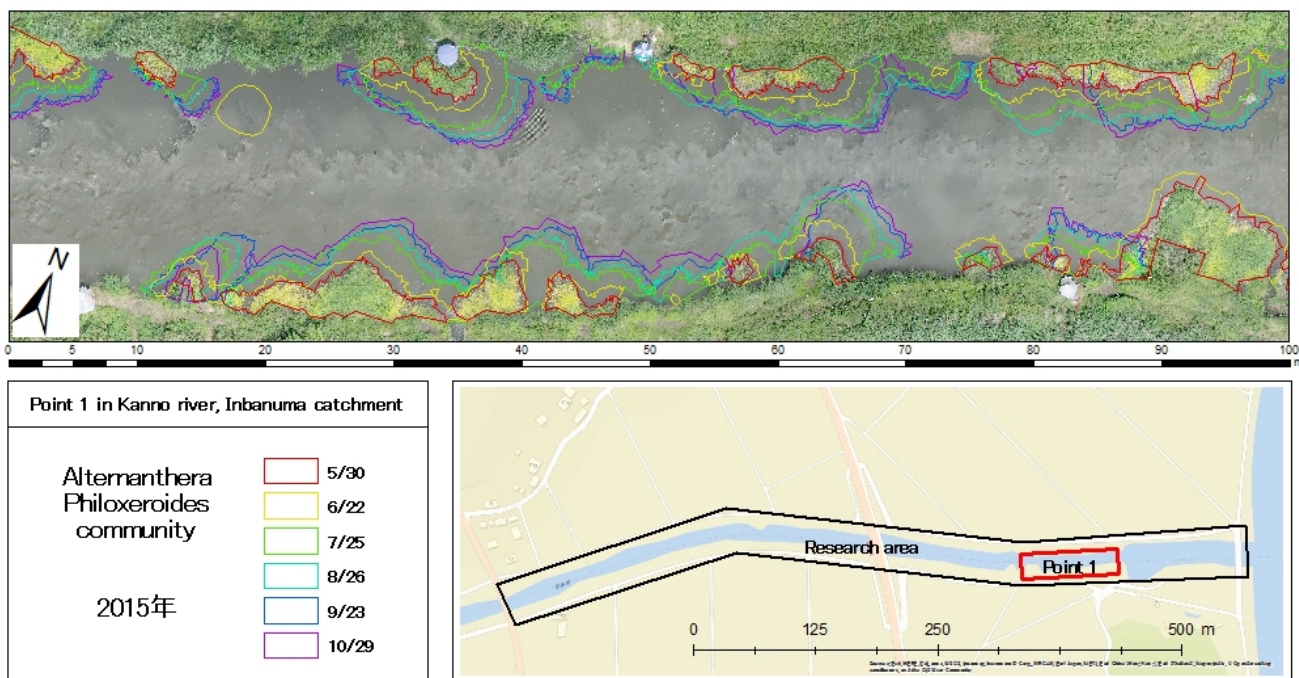 N
0 5 10 20 30 40 50 60 70 80 90 100
m
Point 1 in Kanno river, Inbanuma catchment
Alternanthera
Philoxeroides
community
2015年
5/30
6/22
7/25
8/26
9/23
10/29
Research area
Point 1
0 125 250 500 m